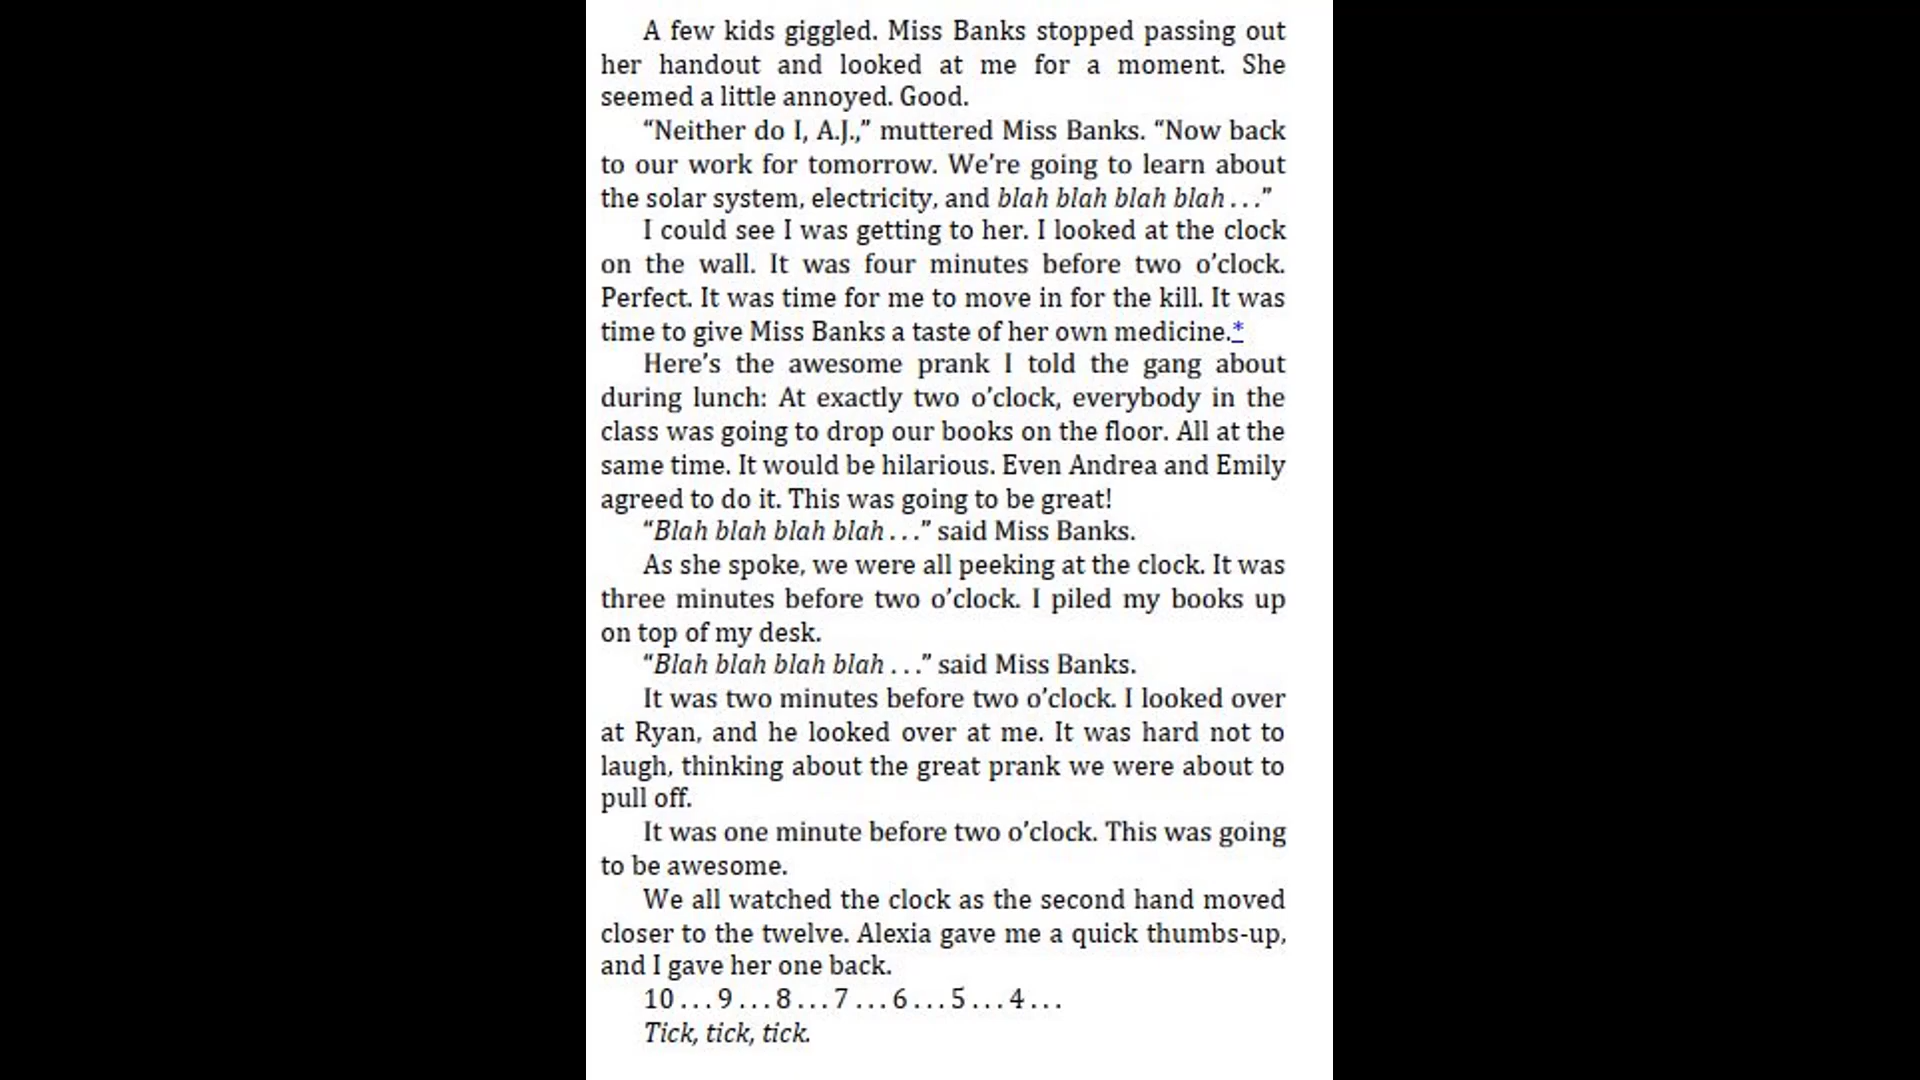 A few kids giggled. Miss Banks stopped passing out
her handout and looked at me for a moment. She
seemed a little annoyed. Good.
“Neither do I, A.J.,” muttered Miss Banks. “Now back
to our work for tomorrow. We’re going to learn about
the solar system, electricity, and blah blah blah blah . . .”
I could see I was getting to her. I looked at the clock
on the wall. It was four minutes before two o’clock.
Perfect. It was time for me to move in for the kill. It was
time to give Miss Banks a taste of her own medicine.*
Here’s the awesome prank I told the gang about
during lunch: At exactly two o’clock, everybody in the
class was going to drop our books on the floor. All at the
same time. It would be hilarious. Even Andrea and Emily
agreed to do it. This was going to be great!
“Blah blah blah blah . . .” said Miss Banks.
As she spoke, we were all peeking at the clock. It was
three minutes before two o’clock. I piled my books up
on top of my desk.
“Blah blah blah blah . . .” said Miss Banks.
It was two minutes before two o’clock. I looked over
at Ryan, and he looked over at me. It was hard not to
laugh, thinking about the great prank we were about to
pull off.
It was one minute before two o’clock. This was going
to be awesome.
We all watched the clock as the second hand moved
closer to the twelve. Alexia gave me a quick thumbs-up,
and I gave her one back.
10 . . . 9 . . . 8 . . . 7 . . . 6 . . . 5 . . . 4 . . .
Tick, tick, tick.